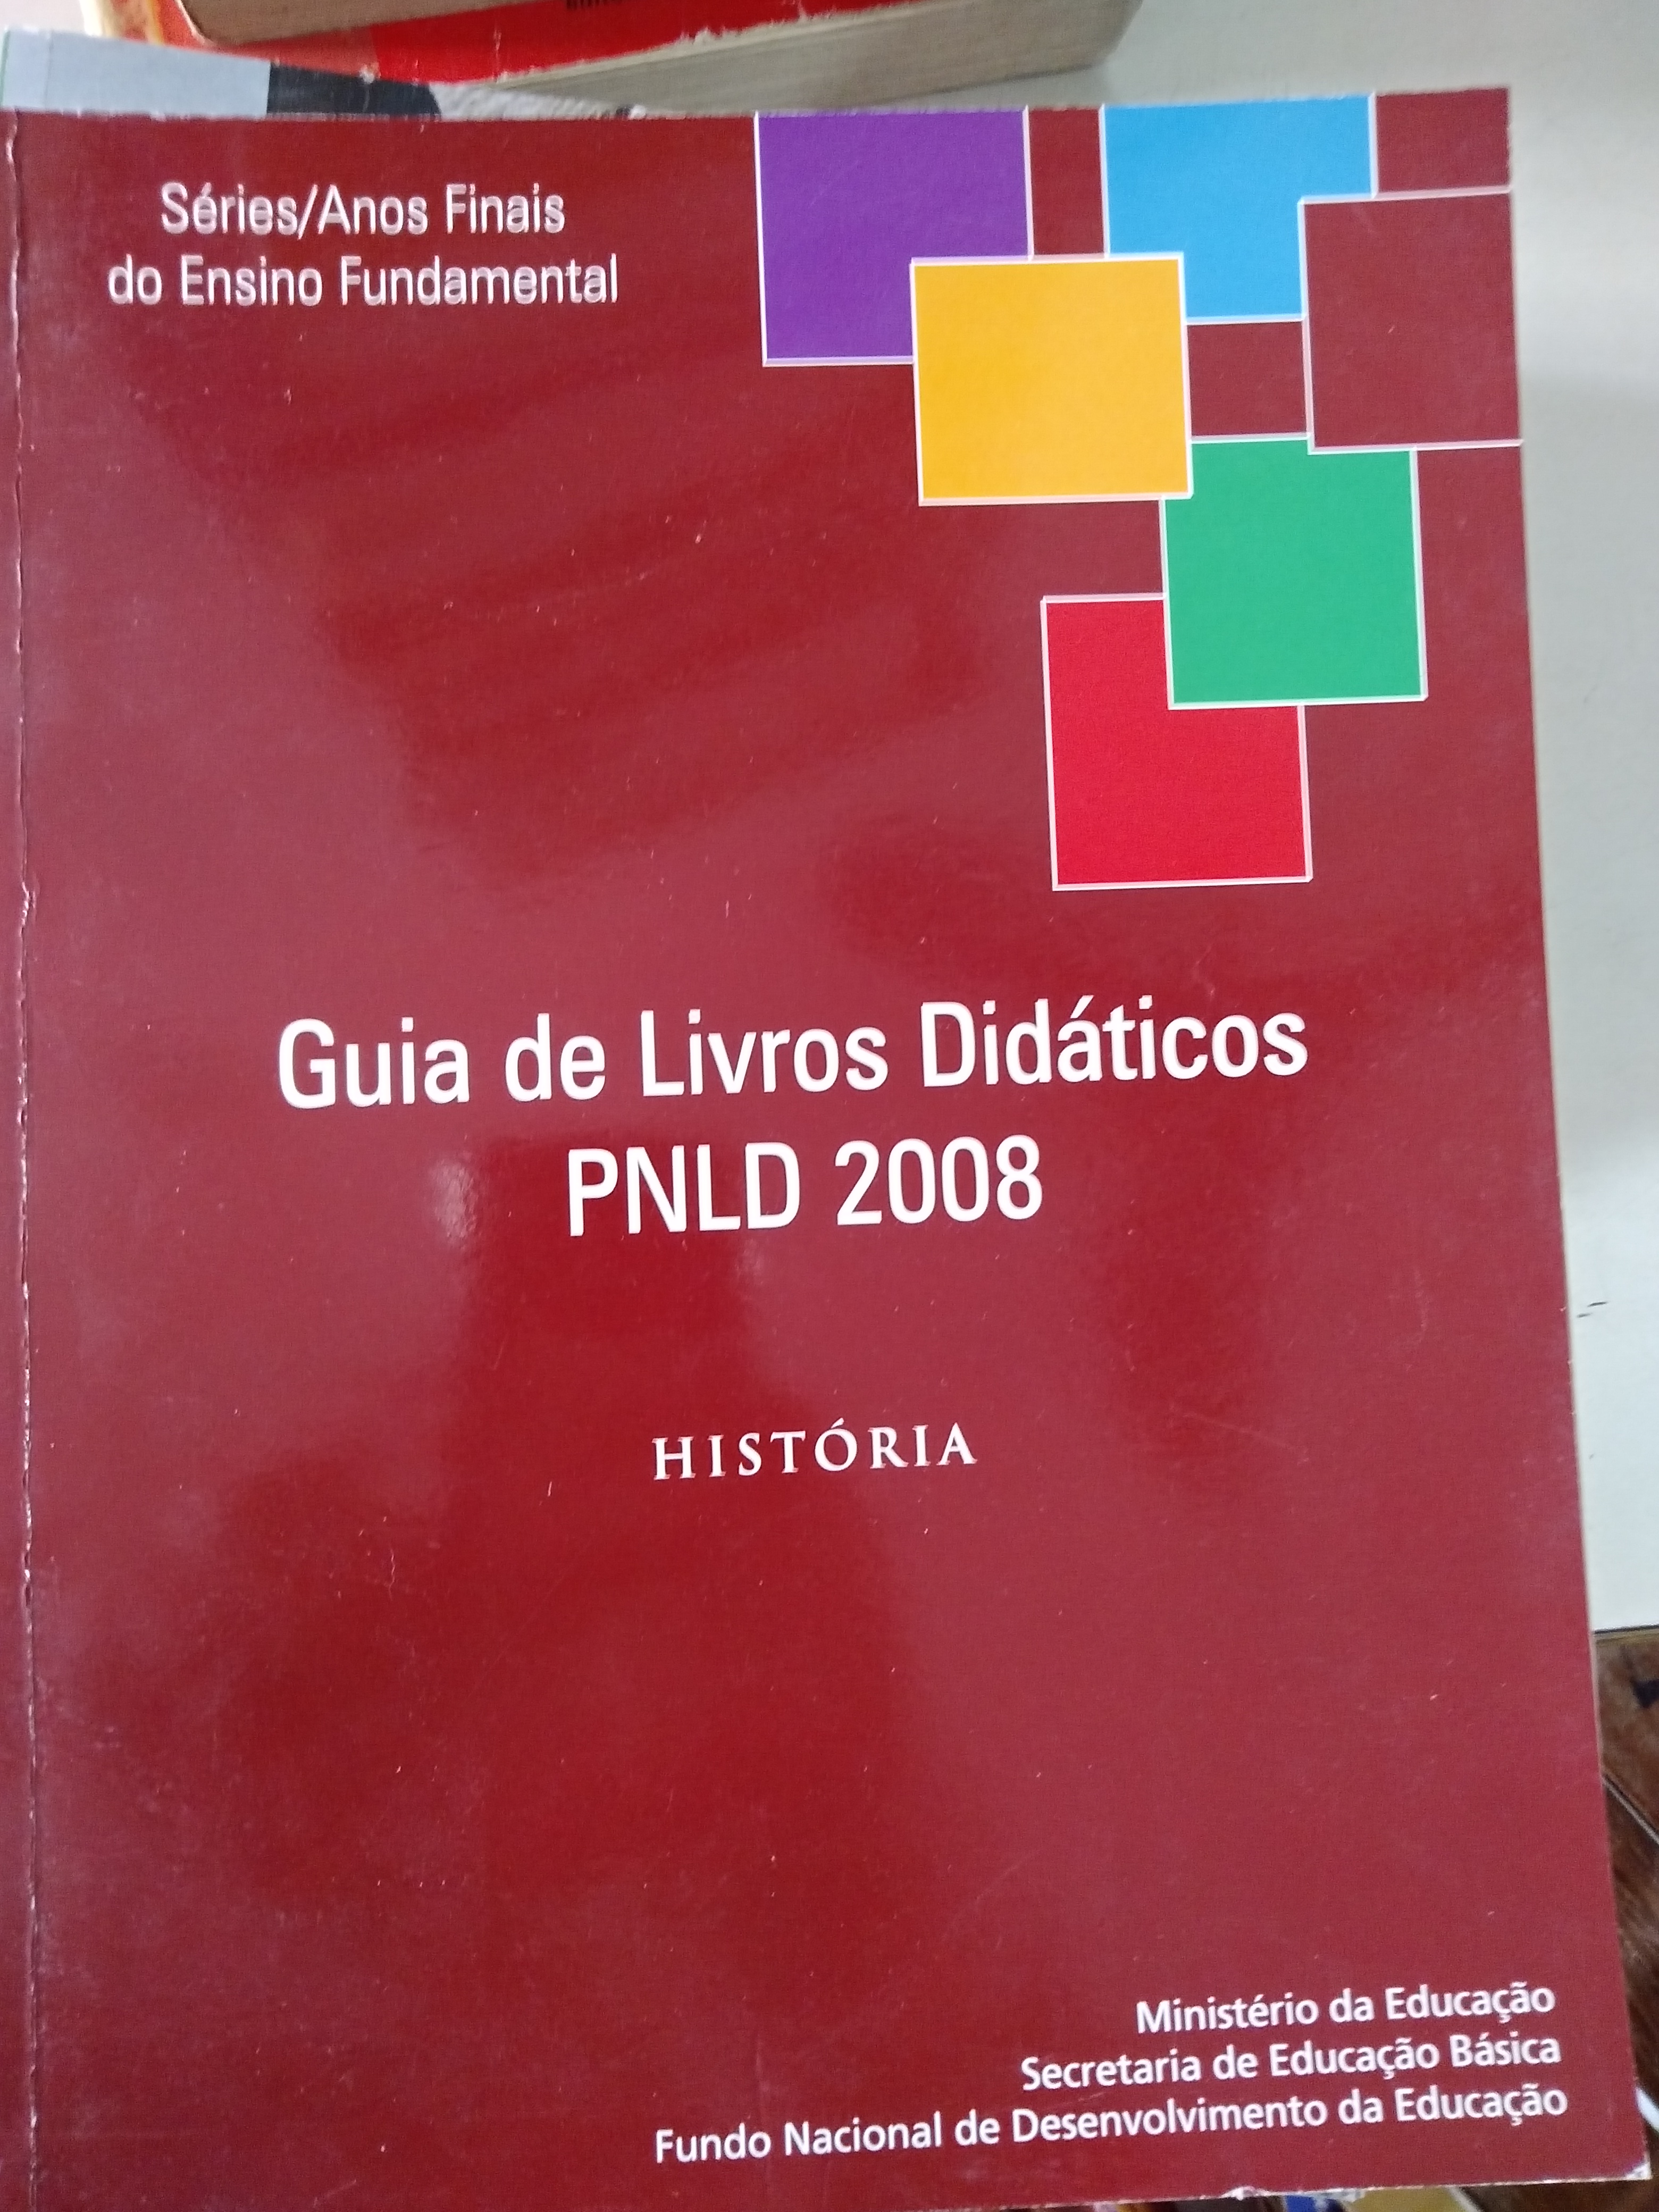 Séries/Anos Finais
do Ensino Fundamental
Guia de Livros Didáticos
PNLD 2008
HISTÓRIA
Ministério da Educação
Secretaria de Educação Básica
Fundo Nacional de Desenvolvimento da Educação